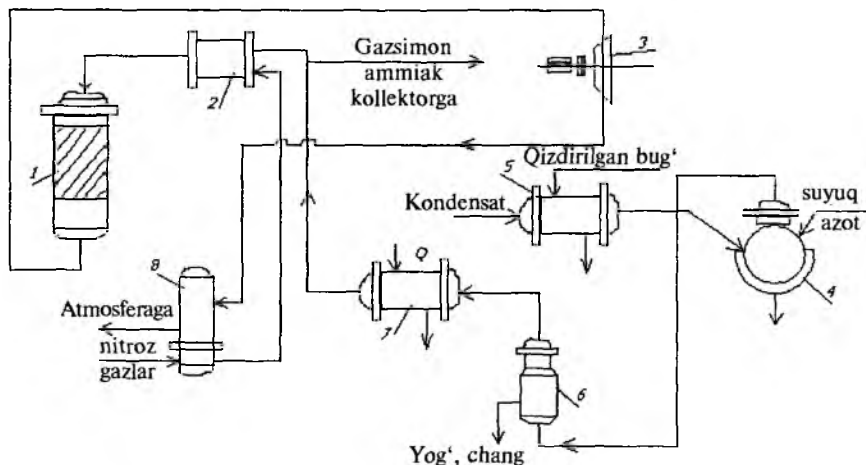 Gazsimon
ammiak
kollektorga
3
2
1
Qizdirilgan bug‘
5
Kondensat
suyuq
azot
4
8
Q
7
Atmosferaga
nitroz
gazlar
6
Yog‘, chang